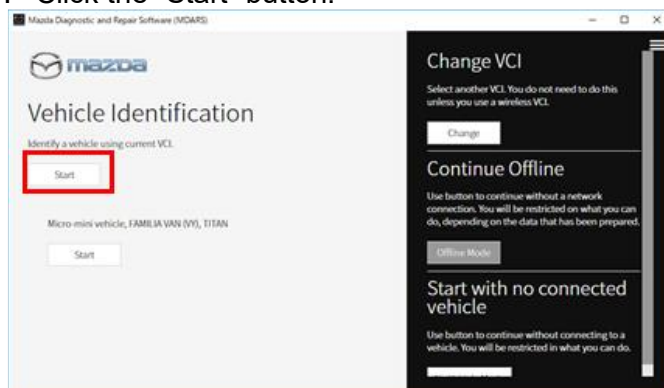 Click the "Start" button.
Mazda Diagnostic and Repair Software (MDARS)
mazda
Vehicle Identification
Identify a vehicle using current VCI.
Start
Micro-mini vehicle, FAMILIA VAN (VY), TITAN
Start
Change VCI
Select another VCI. You do not need to do this
unless you use a wireless VCI.
Change
Continue Offline
Use button to continue without a network
connection. You will be restricted on what you can
do, depending on the data that has been prepared.
Offline Mode
Start with no connected
vehicle
Use button to continue without connecting to a
vehicle. You will be restricted in what you can do.